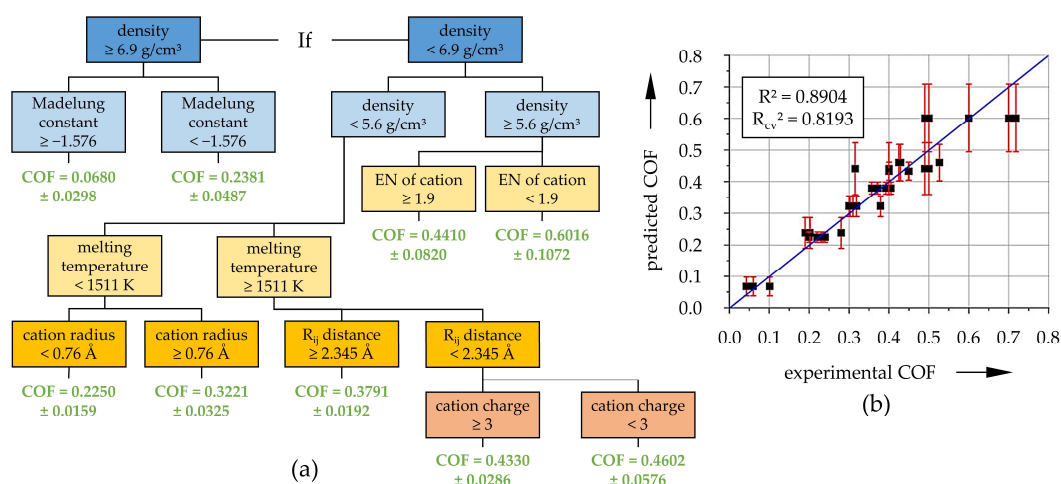 density
≥ 6.9 g/cm³
If
density
< 6.9 g/cm³
Madelung
constant
≥ −1.576
Madelung
constant
< −1.576
density
< 5.6 g/cm³
density
≥ 5.6 g/cm³
COF = 0.0680
± 0.0298
COF = 0.2381
± 0.0487
EN of cation
≥ 1.9
EN of cation
< 1.9
COF = 0.4410
± 0.0820
COF = 0.6016
± 0.1072
melting
temperature
< 1511 K
melting
temperature
≥ 1511 K
cation radius
< 0.76 Å
cation radius
≥ 0.76 Å
Rij distance
≥ 2.345 Å
Rij distance
< 2.345 Å
COF = 0.2250
± 0.0159
COF = 0.3221
± 0.0325
COF = 0.3791
± 0.0192
cation charge
≥ 3
cation charge
< 3
COF = 0.4330
± 0.0286
COF = 0.4602
± 0.0576
(a)
predicted COF
0.8
0.7
0.6
0.5
0.4
0.3
0.2
0.1
0.0
R² = 0.8904
Rcv² = 0.8193
0.0 0.1 0.2 0.3 0.4 0.5 0.6 0.7 0.8
experimental COF
(b)